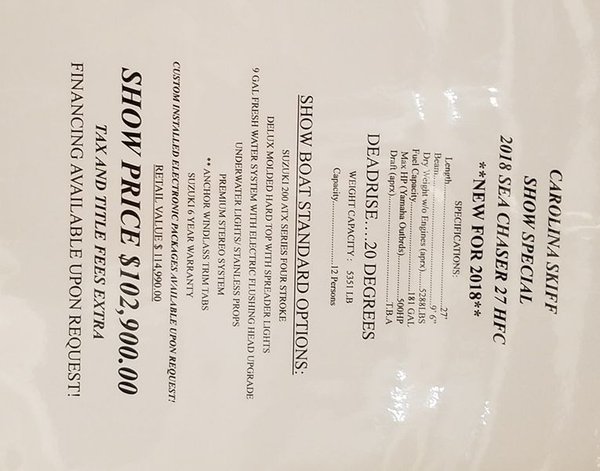 CAROLINA SKIFF
SHOW SPECIAL
2018 SEA CHASER 27 HFC
**NEW FOR 2018**
SPECIFICATIONS:
Length..................................27'
Beam...................................9' 6"
Dry Weight w/o Engines (aprx)......5288LBS
Fuel Capacity.........................181 GAL
Max HP (Yamaha Outbrds)............500HP
Draft (aprx)............................T.B.A
DEADRISE....20 DEGREES
WEIGHT CAPACITY: 5351 LB
Capacity........................12 Persons
SHOW BOAT STANDARD OPTIONS:
SUZUKI 200 ATX SERIES FOUR STROKE
DELUX MOLDED HARD TOP WITH SPREADER LIGHTS
9 GAL FRESH WATER SYSTEM WITH ELECTRIC FLUSHING HEAD UPGRADE
UNDERWATER LIGHTS/ STAINLESS PROPS
PREMIUM STEREO SYSTEM
** ANCHOR WINDLASS TRIM TABS
SUZUKI 6 YEAR WARRANTY
CUSTOM INSTALLED ELECTRONIC PACKAGES AVAILABLE UPON REQUEST!
RETAIL VALUE $ 114,990.00
SHOW PRICE $102,900.00
TAX AND TITLE FEES EXTRA
FINANCING AVAILABLE UPON REQUEST!